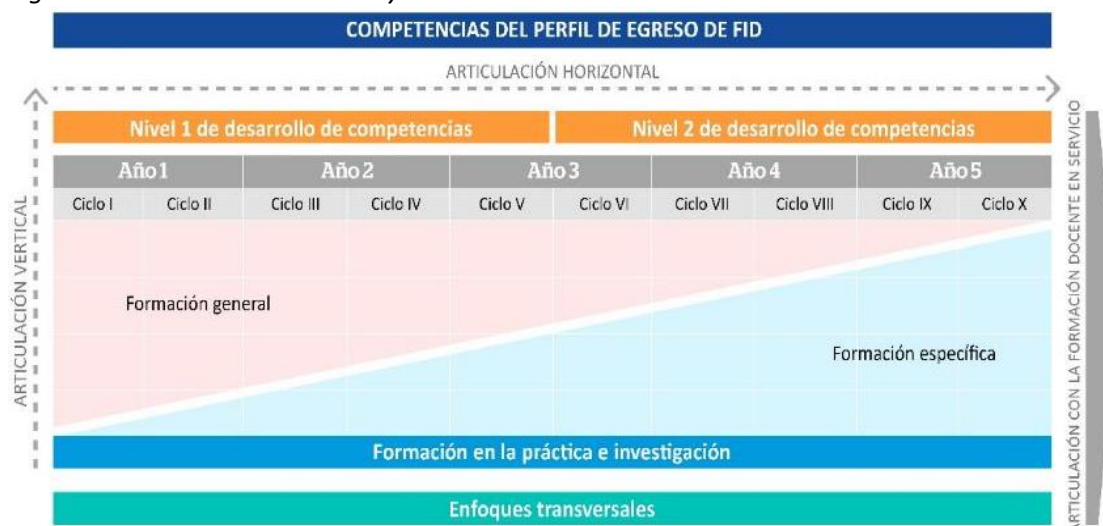 COMPETENCIAS DEL PERFIL DE EGRESO DE FID
ARTICULACIÓN HORIZONTAL
Nivel 1 de desarrollo de competencias
Nivel 2 de desarrollo de competencias
Año 1
Año 2
Año 3
Año 4
Año 5
Ciclo I
Ciclo II
Ciclo III
Ciclo IV
Ciclo V
Ciclo VI
Ciclo VII
Ciclo VIII
Ciclo IX
Ciclo X
ARTICULACIÓN VERTICAL
Formación general
Formación específica
Formación en la práctica e investigación
Enfoques transversales
ARTICULACIÓN CON LA FORMACIÓN DOCENTE EN SERVICIO